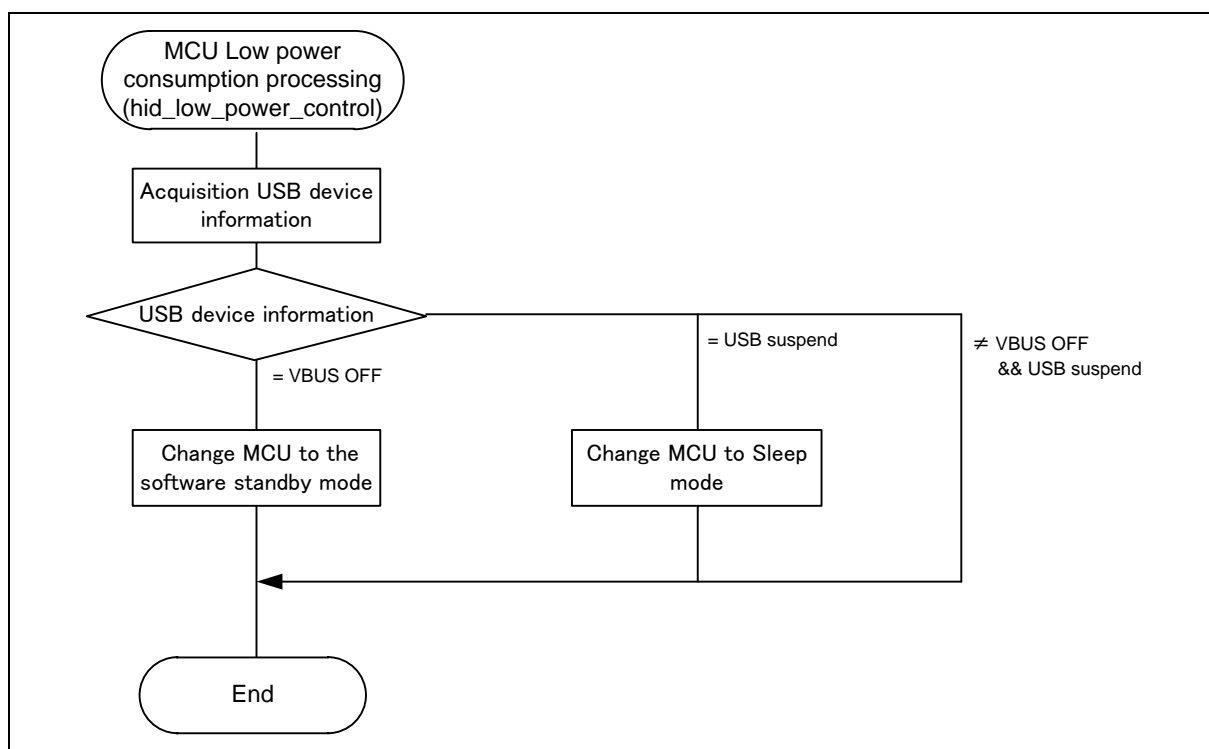 MCU Low power
consumption processing
(hid_low_power_control)
Acquisition USB device
information
USB device information
= VBUS OFF
= USB suspend
≠ VBUS OFF
&& USB suspend
Change MCU to the
software standby mode
Change MCU to Sleep
mode
End